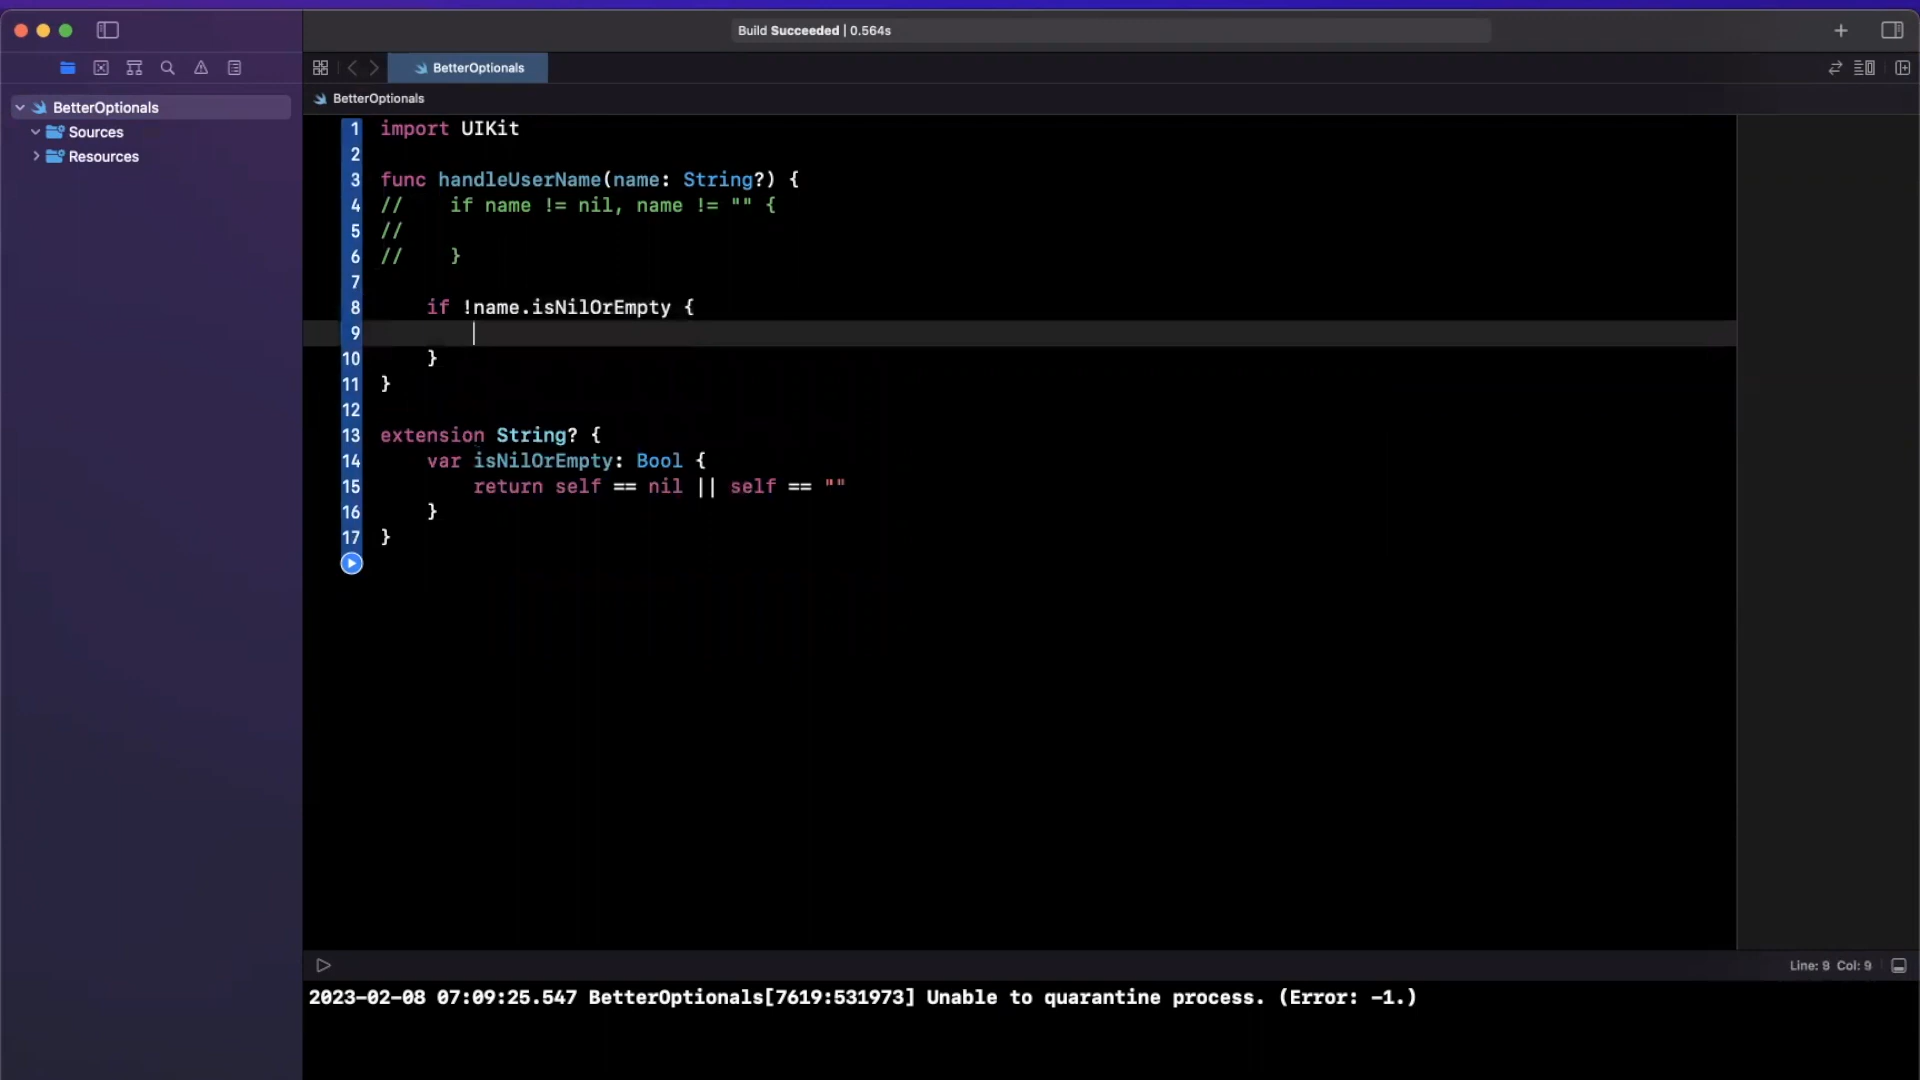 Build Succeeded | 0.564s
BetterOptionals
BetterOptionals
Sources
Resources
BetterOptionals
1 import UIKit
2
3 func handleUserName(name: String?) {
4 //    if name != nil, name != "" {
5 //
6 //    }
7
8     if !name.isNilOrEmpty {
9
10     }
11 }
12
13 extension String? {
14     var isNilOrEmpty: Bool {
15         return self == nil || self == ""
16     }
17 }
Line: 9 Col: 9
2023-02-08 07:09:25.547 BetterOptionals[7619:531973] Unable to quarantine process. (Error: -1.)